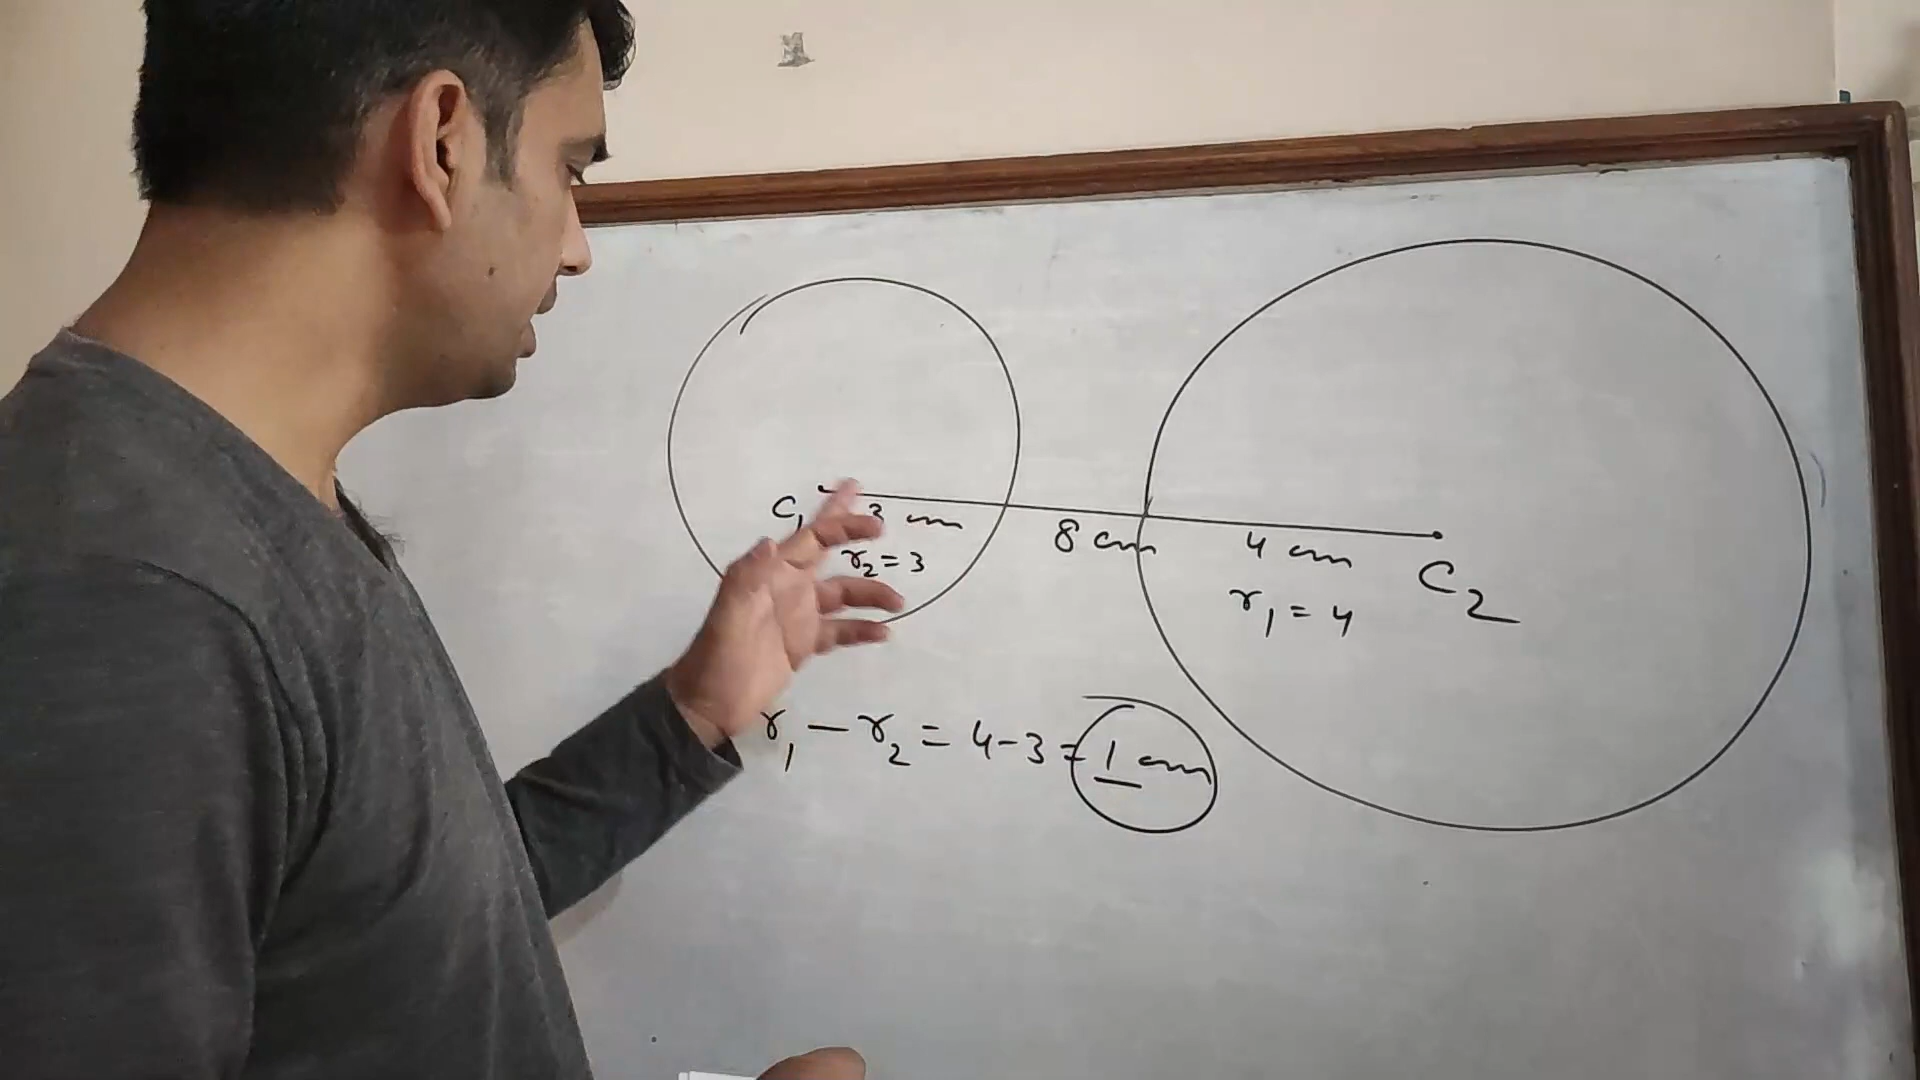 C₁ 3 cm 8 cm 4 cm C₂
r₂ = 3
r₁ = 4
r₁ - r₂ = 4-3 = 1 cm